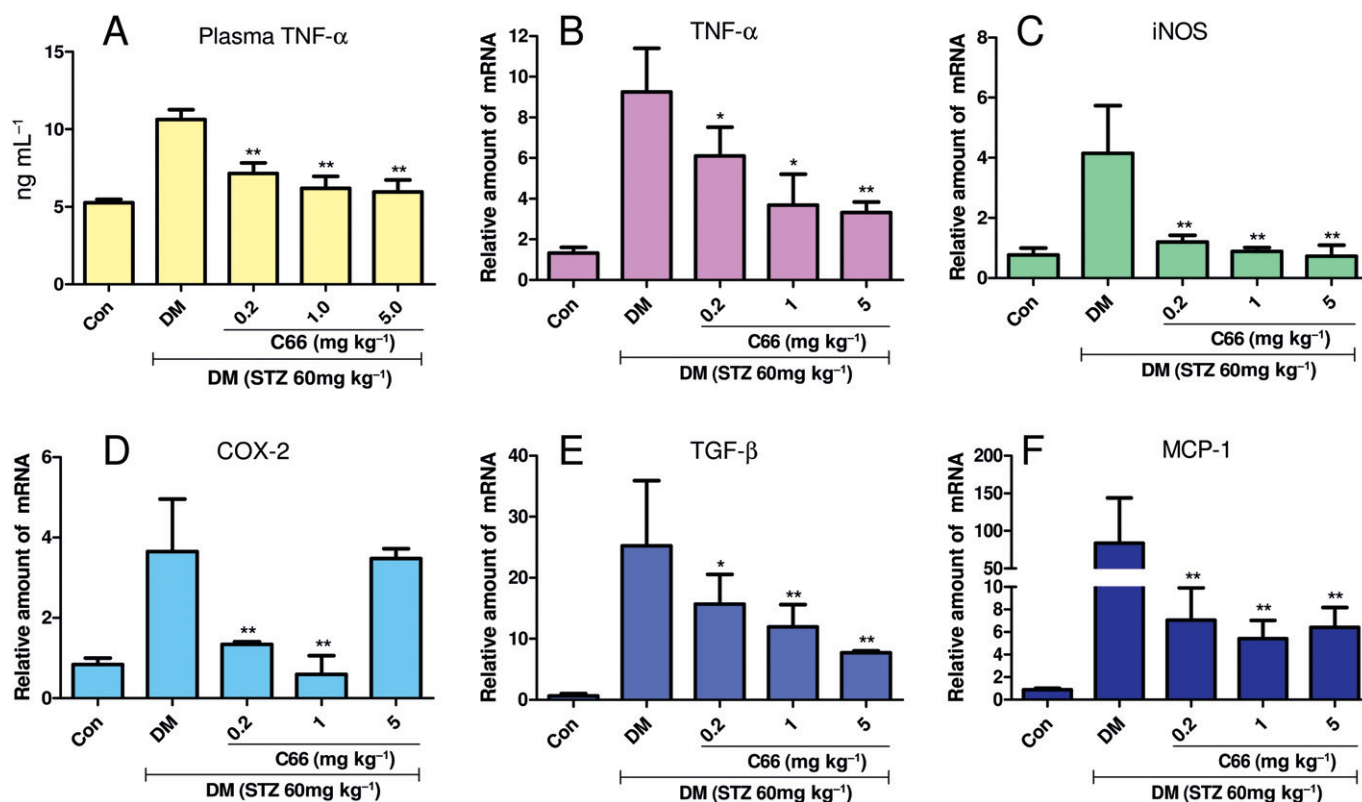 A
Plasma TNF-α
ng mL⁻¹
15
10
5
0
Con
DM
0.2
1.0
5.0
**
**
**
C66 (mg kg⁻¹)
DM (STZ 60mg kg⁻¹)
B
TNF-α
Relative amount of mRNA
12
10
8
6
4
2
0
Con
DM
0.2
1
5
*
*
**
C66 (mg kg⁻¹)
DM (STZ 60mg kg⁻¹)
C
iNOS
Relative amount of mRNA
8
6
4
2
0
Con
DM
0.2
1
5
**
**
**
C66 (mg kg⁻¹)
DM (STZ 60mg kg⁻¹)
D
COX-2
Relative amount of mRNA
6
4
2
0
Con
DM
0.2
1
5
**
**
C66 (mg kg⁻¹)
DM (STZ 60mg kg⁻¹)
E
TGF-β
Relative amount of mRNA
40
30
20
10
0
Con
DM
0.2
1
5
*
**
**
C66 (mg kg⁻¹)
DM (STZ 60mg kg⁻¹)
F
MCP-1
Relative amount of mRNA
200
150
100
50
10
8
6
4
2
0
Con
DM
0.2
1
5
**
**
**
C66 (mg kg⁻¹)
DM (STZ 60mg kg⁻¹)